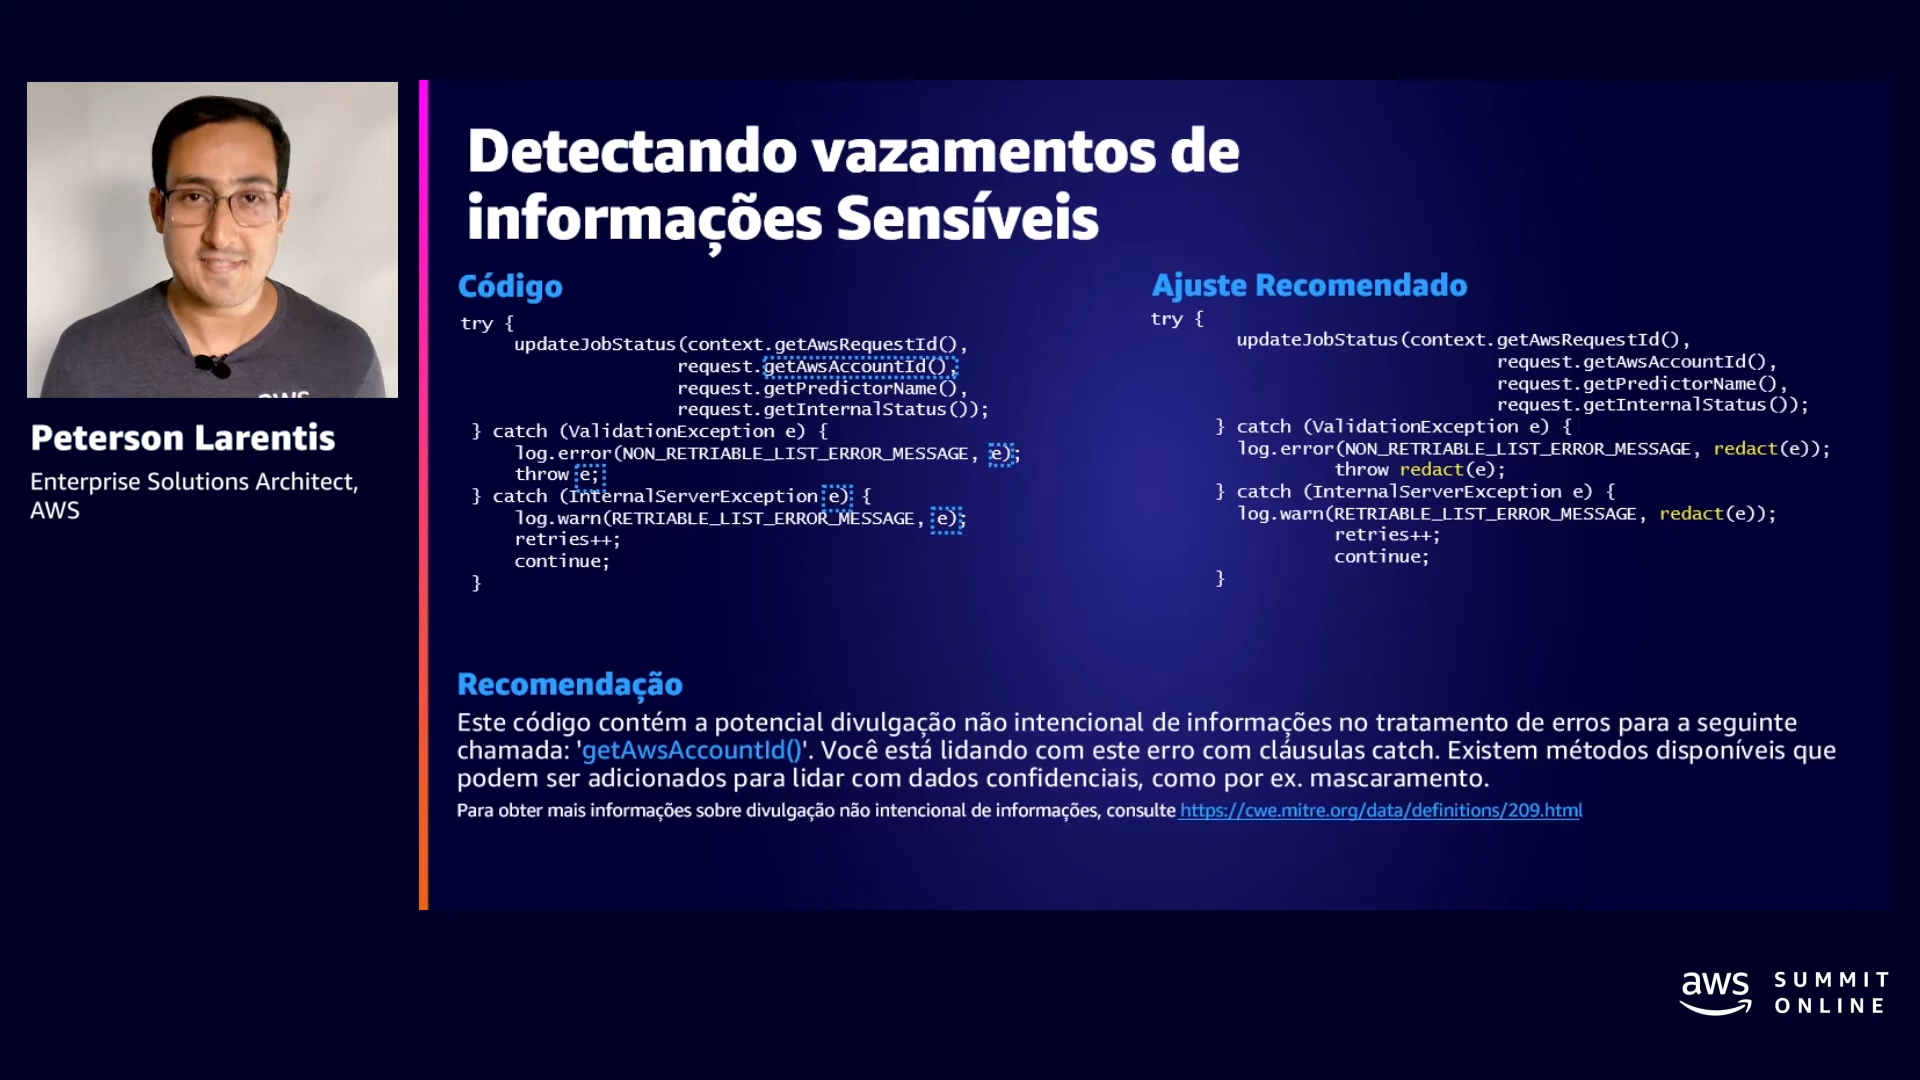 aws
Peterson Larentis
Enterprise Solutions Architect,
AWS
Detectando vazamentos de
informações Sensíveis
Código
try {
updateJobStatus(context.getAwsRequestId(),
request.getAwsAccountId(),
request.getPredictorName(),
request.getInternalStatus());
} catch (ValidationException e) {
log.error(NON_RETRIABLE_LIST_ERROR_MESSAGE, e);
throw e;
} catch (InternalServerException e) {
log.warn(RETRIABLE_LIST_ERROR_MESSAGE, e);
retries++;
continue;
}
Ajuste Recomendado
try {
updateJobStatus(context.getAwsRequestId(),
request.getAwsAccountId(),
request.getPredictorName(),
request.getInternalStatus());
} catch (ValidationException e) {
log.error(NON_RETRIABLE_LIST_ERROR_MESSAGE, redact(e));
throw redact(e);
} catch (InternalServerException e) {
log.warn(RETRIABLE_LIST_ERROR_MESSAGE, redact(e));
retries++;
continue;
}
Recomendação
Este código contém a potencial divulgação não intencional de informações no tratamento de erros para a seguinte
chamada: 'getAwsAccountId()'. Você está lidando com este erro com cláusulas catch. Existem métodos disponíveis que
podem ser adicionados para lidar com dados confidenciais, como por ex. mascaramento.
Para obter mais informações sobre divulgação não intencional de informações, consulte https://cwe.mitre.org/data/definitions/209.html
aws SUMMIT
ONLINE